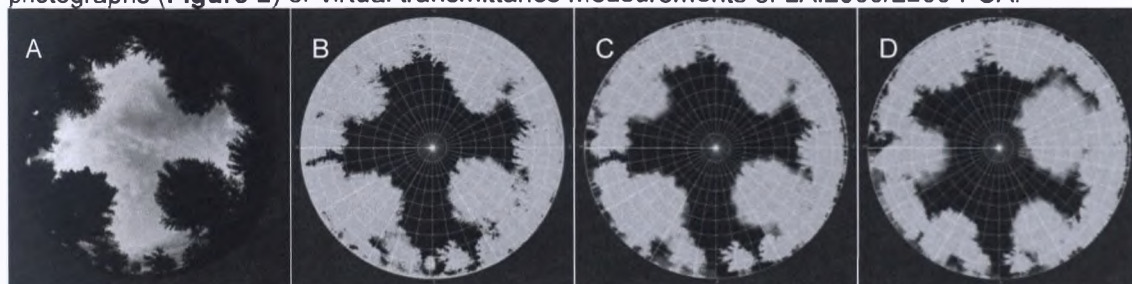 photographs (Figure 2) or virtual transmittance measurements of LAI2000/2200 PCA.
A B C D